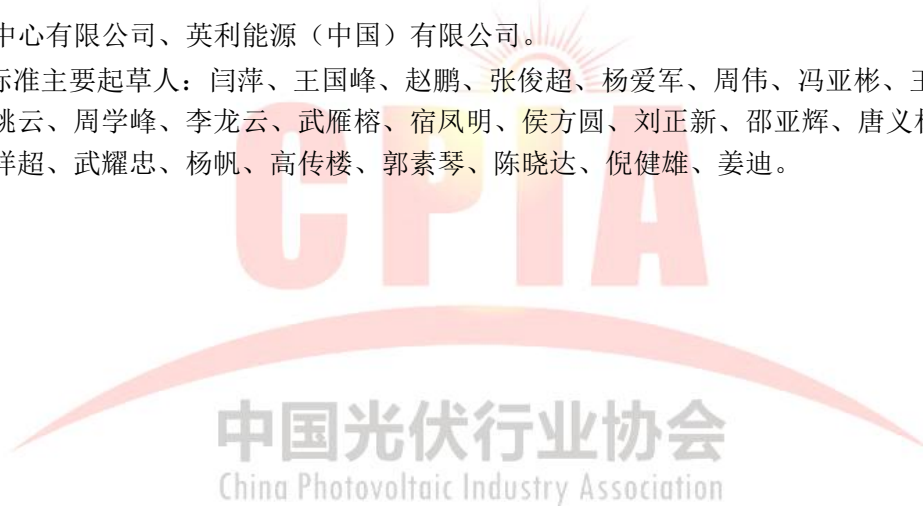 中心有限公司、英利能源（中国）有限公司。
标准主要起草人：闫萍、王国峰、赵鹏、张俊超、杨爱军、周伟、冯亚彬、王
姚云、周学峰、李龙云、武雁榕、宿凤明、侯方圆、刘正新、邵亚辉、唐义
祥超、武耀忠、杨帆、高传楼、郭素琴、陈晓达、倪健雄、姜迪。
CPIA
中国光伏行业协会
China Photovoltaic Industry Association